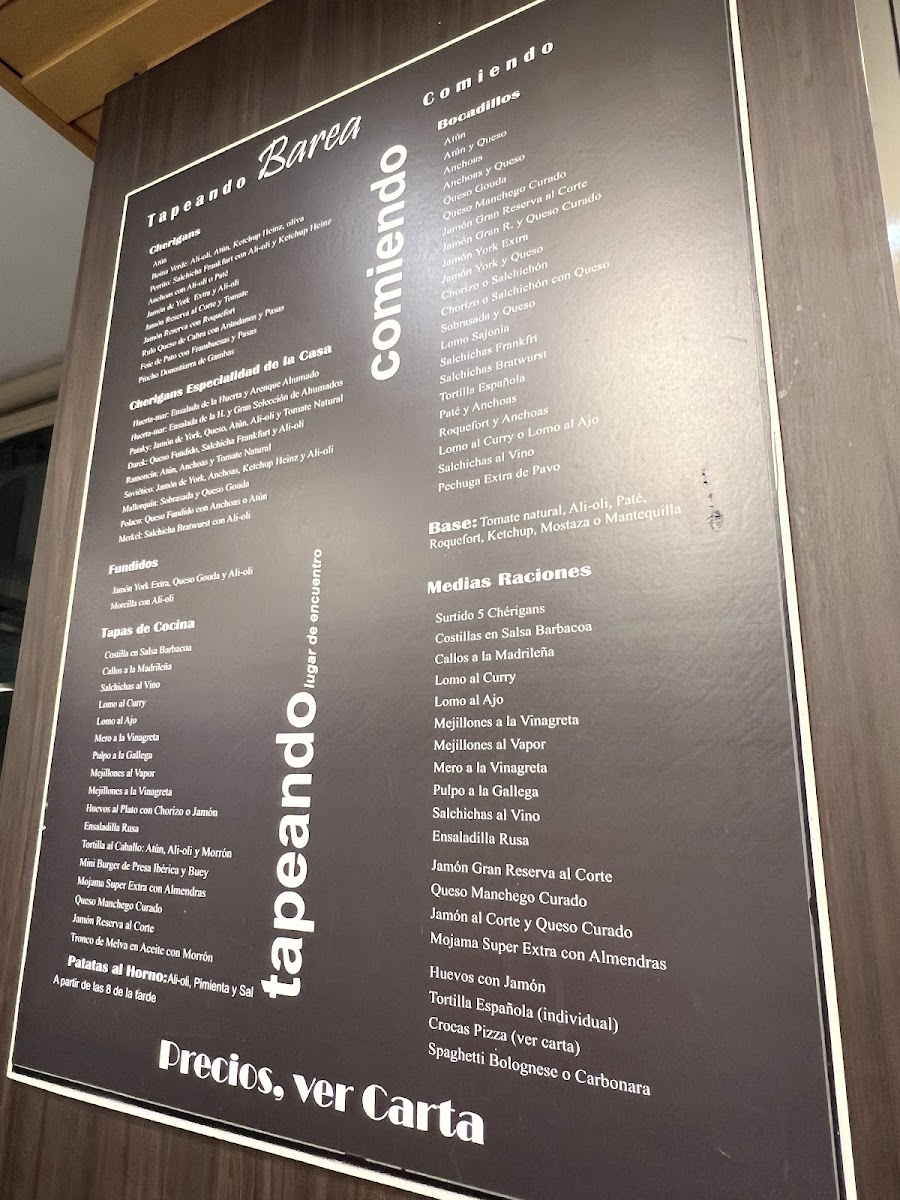 Tapeando Barea
Cherigans
Atún
Reina Verde: Ali-oli, Atún, Ketchup Heinz, oliva
Perrito: Salchicha Frankfurt con Ali-oli y Ketchup Heinz
Anchoas con Ali-oli o Paté
Jamón de York Extra y Ali-oli
Jamón Reserva al Corte y Tomate
Jamón Reserva con Roquefort
Rulo Queso de Cabra con Arándanos y Pasas
Foie de Pato con Frambuesas y Pasas
Pincho Donostiarra de Gambas
Cherigans Especialidad de la Casa
Huerta-mar: Ensalada de la Huerta y Arenque Ahumado
Huerta-mar: Ensalada de la H. y Gran Selección de Ahumados
Pataky: Jamón de York, Queso, Atún, Ali-oli y Tomate Natural
Darek: Queso Fundido, Salchicha Frankfurt y Ali-oli
Ramoncín: Atún, Anchoas y Tomate Natural
Soviético: Jamón de York, Anchoas, Ketchup Heinz y Ali-oli
Mallorquín: Sobrasada y Queso Gouda
Polaco: Queso Fundido con Anchoas o Atún
Merkel: Salchicha Bratwurst con Ali-oli
Fundidos
Jamón York Extra, Queso Gouda y Ali-oli
Morcilla con Ali-oli
Tapas de Cocina
Costilla en Salsa Barbacoa
Callos a la Madrileña
Salchichas al Vino
Lomo al Curry
Lomo al Ajo
Mero a la Vinagreta
Pulpo a la Gallega
Mejillones al Vapor
Mejillones a la Vinagreta
Huevos al Plato con Chorizo o Jamón
Ensaladilla Rusa
Tortilla al Caballo: Atún, Ali-oli y Morrón
Mini Burger de Presa Ibérica y Buey
Mojama Super Extra con Almendras
Queso Manchego Curado
Jamón Reserva al Corte
Tronco de Melva en Aceite con Morrón
Patatas al Horno: Ali-oli, Pimienta y Sal
A partir de las 8 de la tarde
comiendo
tapeando lugar de encuentro
Comiendo
Bocadillos
Atún
Atún y Queso
Anchoas
Anchoas y Queso
Queso Gouda
Queso Manchego Curado
Jamón Gran Reserva al Corte
Jamón Gran R. y Queso Curado
Jamón York Extra
Jamón York y Queso
Chorizo o Salchichón
Chorizo o Salchichón con Queso
Sobrasada y Queso
Lomo Sajonia
Salchichas Frankfrt
Salchichas Bratwurst
Tortilla Española
Paté y Anchoas
Roquefort y Anchoas
Lomo al Curry o Lomo al Ajo
Salchichas al Vino
Pechuga Extra de Pavo
Base: Tomate natural, Ali-oli, Paté,
Roquefort, Ketchup, Mostaza o Mantequilla
Medias Raciones
Surtido 5 Chérigans
Costillas en Salsa Barbacoa
Callos a la Madrileña
Lomo al Curry
Lomo al Ajo
Mejillones a la Vinagreta
Mejillones al Vapor
Mero a la Vinagreta
Pulpo a la Gallega
Salchichas al Vino
Ensaladilla Rusa
Jamón Gran Reserva al Corte
Queso Manchego Curado
Jamón al Corte y Queso Curado
Mojama Super Extra con Almendras
Huevos con Jamón
Tortilla Española (individual)
Crocas Pizza (ver carta)
Spaghetti Bolognese o Carbonara
Precios, ver Carta